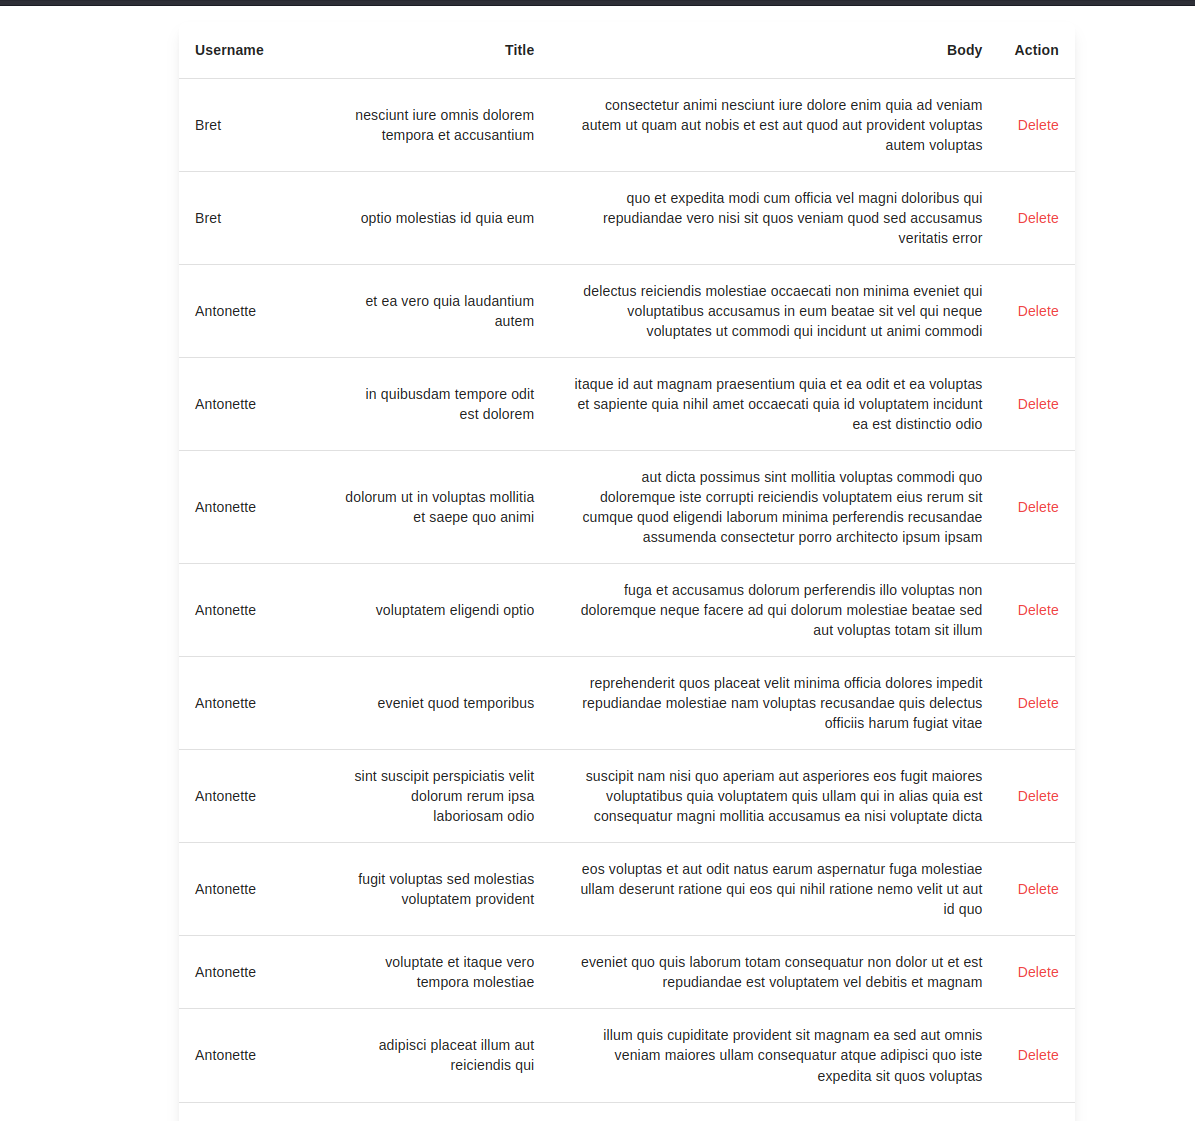 Username Title Body Action
Bret
nesciunt iure omnis dolorem
tempora et accusantium
consectetur animi nesciunt iure dolore enim quia ad veniam
autem ut quam aut nobis et est aut quod aut provident voluptas
autem voluptas
Delete
Bret
optio molestias id quia eum
quo et expedita modi cum officia vel magni doloribus qui
repudiandae vero nisi sit quos veniam quod sed accusamus
veritatis error
Delete
Antonette
et ea vero quia laudantium
autem
delectus reiciendis molestiae occaecati non minima eveniet qui
voluptatibus accusamus in eum beatae sit vel qui neque
voluptates ut commodi qui incidunt ut animi commodi
Delete
Antonette
in quibusdam tempore odit
est dolorem
itaque id aut magnam praesentium quia et ea odit et ea voluptas
et sapiente quia nihil amet occaecati quia id voluptatem incidunt
ea est distinctio odio
Delete
Antonette
dolorum ut in voluptas mollitia
et saepe quo animi
aut dicta possimus sint mollitia voluptas commodi quo
doloremque iste corrupti reiciendis voluptatem eius rerum sit
cumque quod eligendi laborum minima perferendis recusandae
assumenda consectetur porro architecto ipsum ipsam
Delete
Antonette
voluptatem eligendi optio
fuga et accusamus dolorum perferendis illo voluptas non
doloremque neque facere ad qui dolorum molestiae beatae sed
aut voluptas totam sit illum
Delete
Antonette
eveniet quod temporibus
reprehenderit quos placeat velit minima officia dolores impedit
repudiandae molestiae nam voluptas recusandae quis delectus
officiis harum fugiat vitae
Delete
Antonette
sint suscipit perspiciatis velit
dolorum rerum ipsa
laboriosam odio
suscipit nam nisi quo aperiam aut asperiores eos fugit maiores
voluptatibus quia voluptatem quis ullam qui in alias quia est
consequatur magni mollitia accusamus ea nisi voluptate dicta
Delete
Antonette
fugit voluptas sed molestias
voluptatem provident
eos voluptas et aut odit natus earum aspernatur fuga molestiae
ullam deserunt ratione qui eos qui nihil ratione nemo velit ut aut
id quo
Delete
Antonette
voluptate et itaque vero
tempora molestiae
eveniet quo quis laborum totam consequatur non dolor ut et est
repudiandae est voluptatem vel debitis et magnam
Delete
Antonette
adipisci placeat illum aut
reiciendis qui
illum quis cupiditate provident sit magnam ea sed aut omnis
veniam maiores ullam consequatur atque adipisci quo iste
expedita sit quos voluptas
Delete